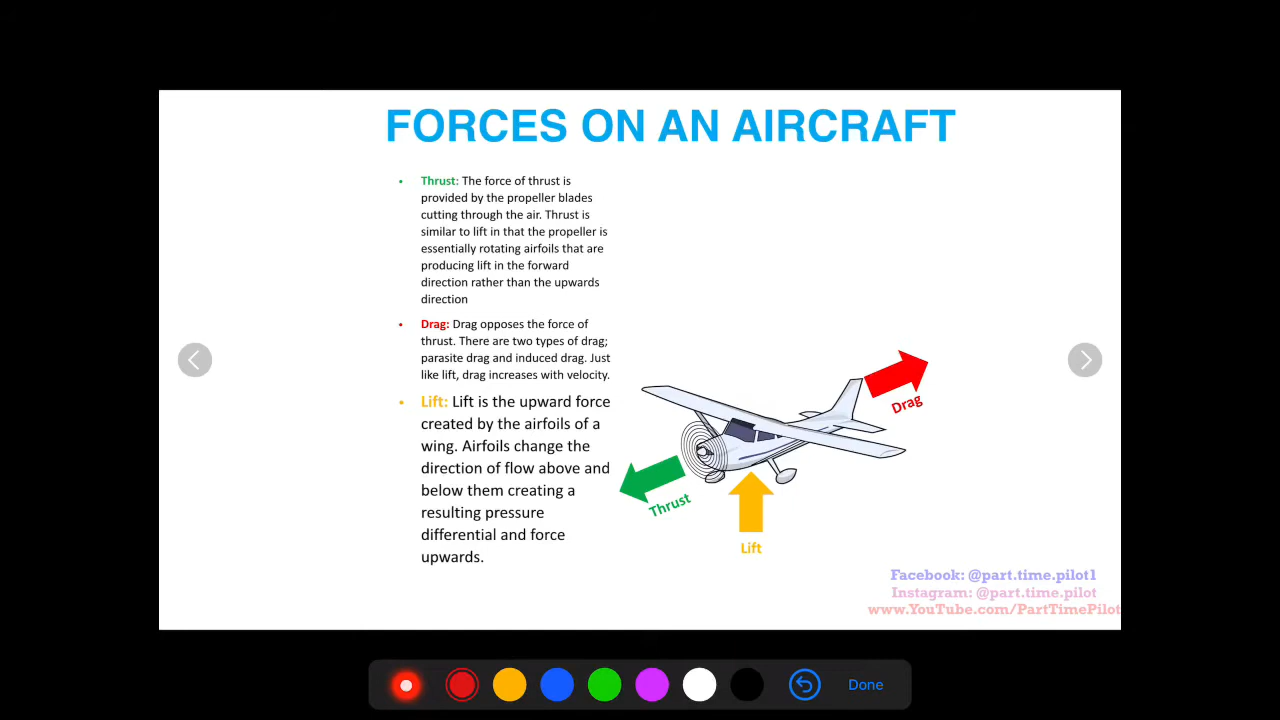 FORCES ON AN AIRCRAFT
• Thrust: The force of thrust is
provided by the propeller blades
cutting through the air. Thrust is
similar to lift in that the propeller is
essentially rotating airfoils that are
producing lift in the forward
direction rather than the upwards
direction
• Drag: Drag opposes the force of
thrust. There are two types of drag;
parasite drag and induced drag. Just
like lift, drag increases with velocity.
• Lift: Lift is the upward force
created by the airfoils of a
wing. Airfoils change the
direction of flow above and
below them creating a
resulting pressure
differential and force
upwards.
Drag
Thrust
Lift
Facebook: @part.time.pilot1
Instagram: @part.time.pilot
www.YouTube.com/PartTimePilot
Done